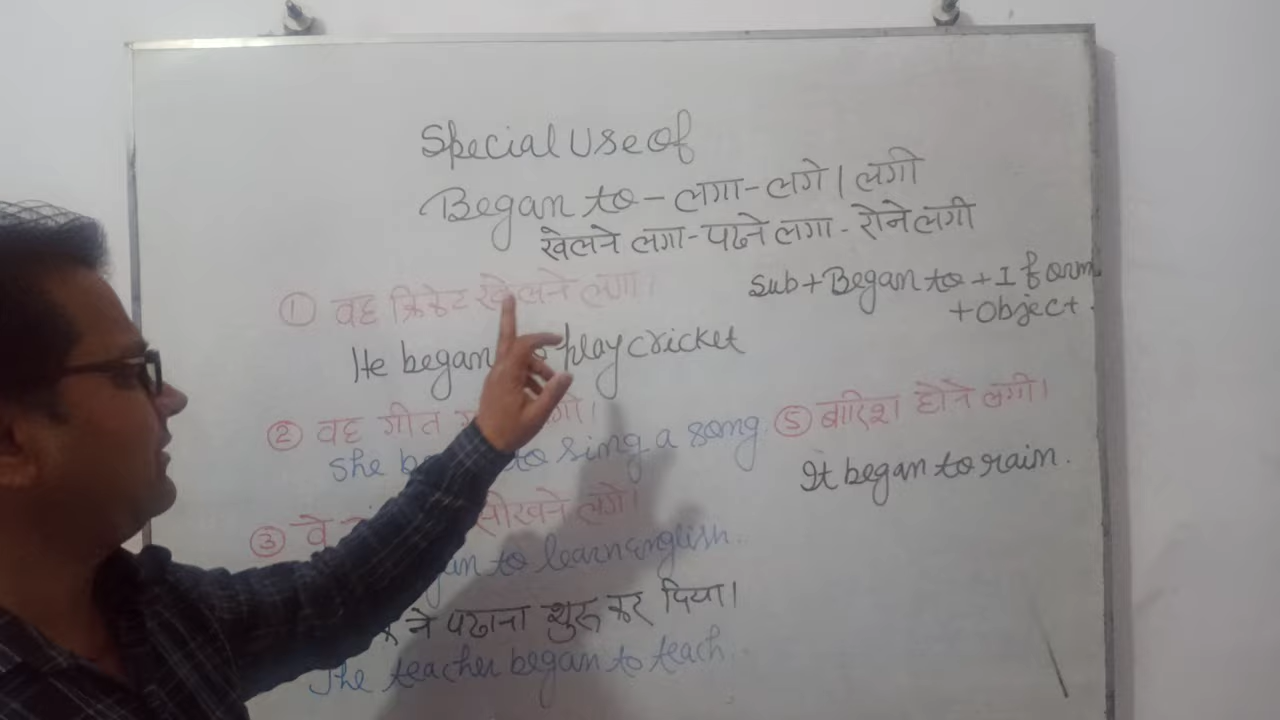 Special Use of
Began to - लगा - लगे । लगी
खेलने लगा - पढने लगा - रोने लगी
Sub + Began to + I form
+ Object.
① वह क्रिकेट खेलने लगा।
He began play cricket
② वह गीत
She to sing a song
③ वे सीखने लगे।
to learn english.
ने पढाना शुरू कर दिया।
The teacher began to teach.
⑤ बारिश होने लगी।
It began to rain.